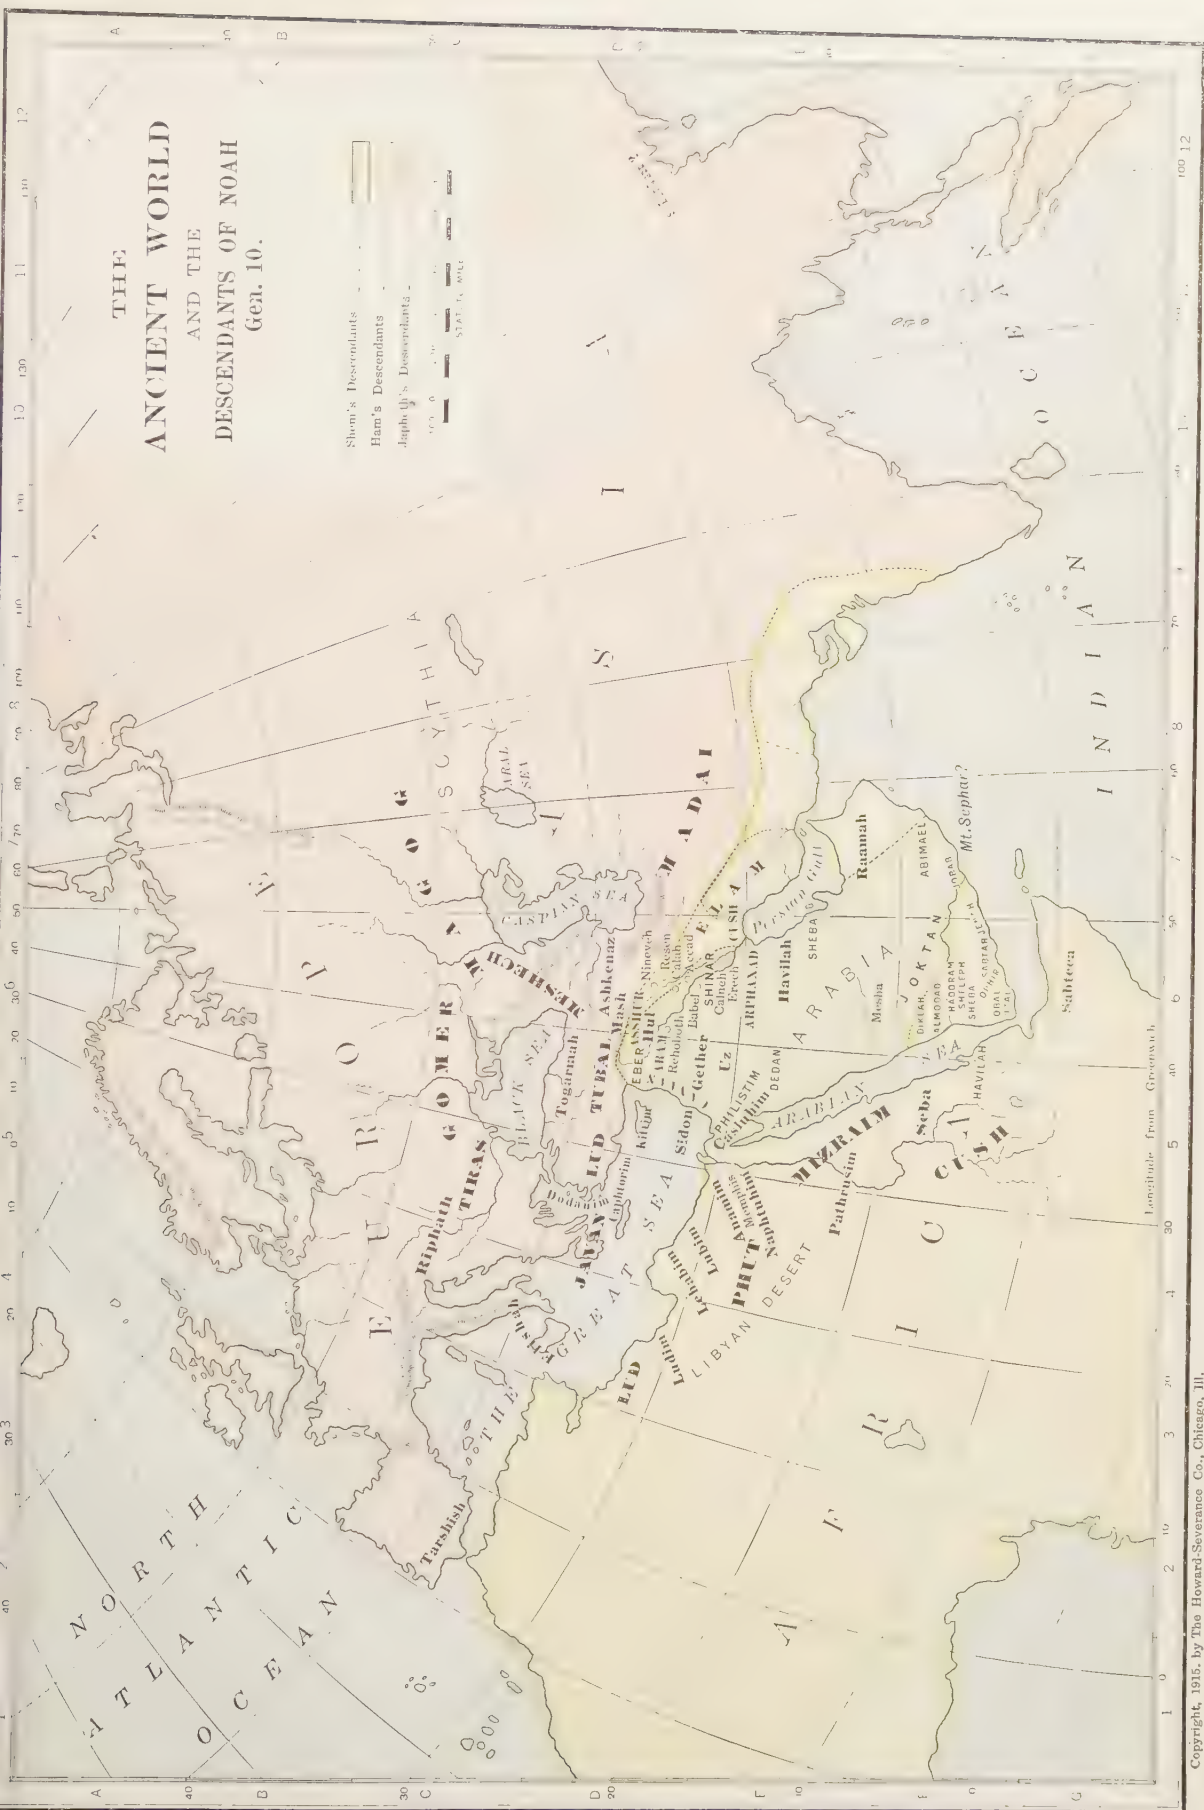 THE
ANCIENT WORLD
AND THE
DESCENDANTS OF NOAH
Gen. 10.
Shem's Descendants
Ham's Descendants
Japheth's Descendants
NORTH
ATLANTIC
OCEAN
EUROPE
ASIA
AFRICA
INDIAN
OCEAN
SCYTHIA
MAGOG
GOMER
MESHECH
TIRAS
Riphath
BLACK SEA
CASPIAN SEA
ARAL SEA
Togarmah
TUBAL
Ashkenaz
LUD
JAVAN
Dodanim
Caphtorim
Kittim
Elishah
Tarshish
THE GREAT SEA
MADAI
ELAM
CUSH
EBER
ASSHUR
Nineveh
Mash
Hul
ARAM
Resen
Calah
Rehoboth
Accad
Babel
SHINAR
Calneh
Erech
Gether
Uz
ARPHAXAD
Sidon
PHILISTIM
Casluhim
DEDAN
ARABIA
Havilah
SHEBA
Persian Gulf
Raamah
Mesha
JOKTAN
ABIMAEL
Mt. Sephar?
DIKLAH
ALMODAD
HADORAM
SHELEPH
SHEBA
OBAL
Sabteca
ARABIAN SEA
HAVILAH
Seba
CUSH
MIZRAIM
Pathrusim
Anamim
Memphis
Naphtuhim
PHUT
Lubim
Lehabim
Ludim
LUD
LIBYAN DESERT
Longitude from Greenwich
Copyright, 1915, by The Howard-Severance Co., Chicago, Ill.